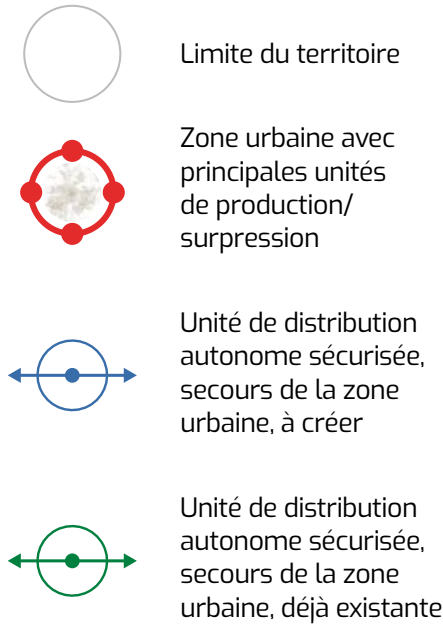 Limite du territoire
Zone urbaine avec
principales unités
de production/
surpression
Unité de distribution
autonome sécurisée,
secours de la zone
urbaine, à créer
Unité de distribution
autonome sécurisée,
secours de la zone
urbaine, déjà existante